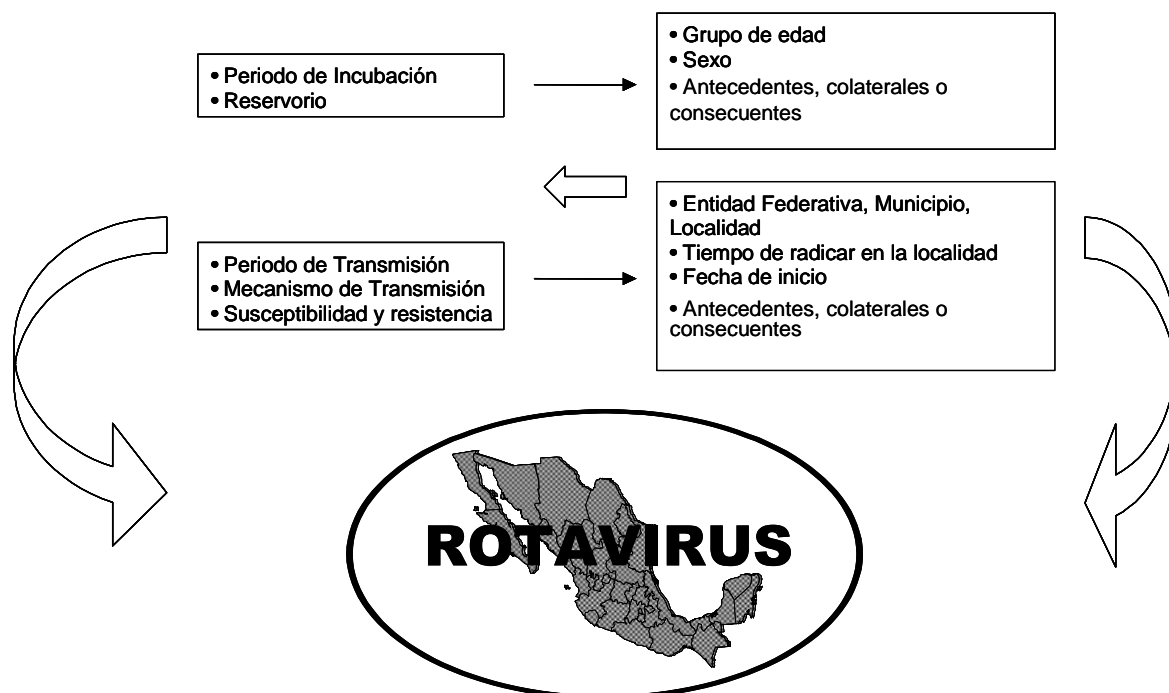 • Periodo de Incubación
• Reservorio
• Grupo de edad
• Sexo
• Antecedentes, colaterales o
consecuentes
• Periodo de Transmisión
• Mecanismo de Transmisión
• Susceptibilidad y resistencia
• Entidad Federativa, Municipio,
Localidad
• Tiempo de radicar en la localidad
• Fecha de inicio
• Antecedentes, colaterales o
consecuentes
ROTAVIRUS